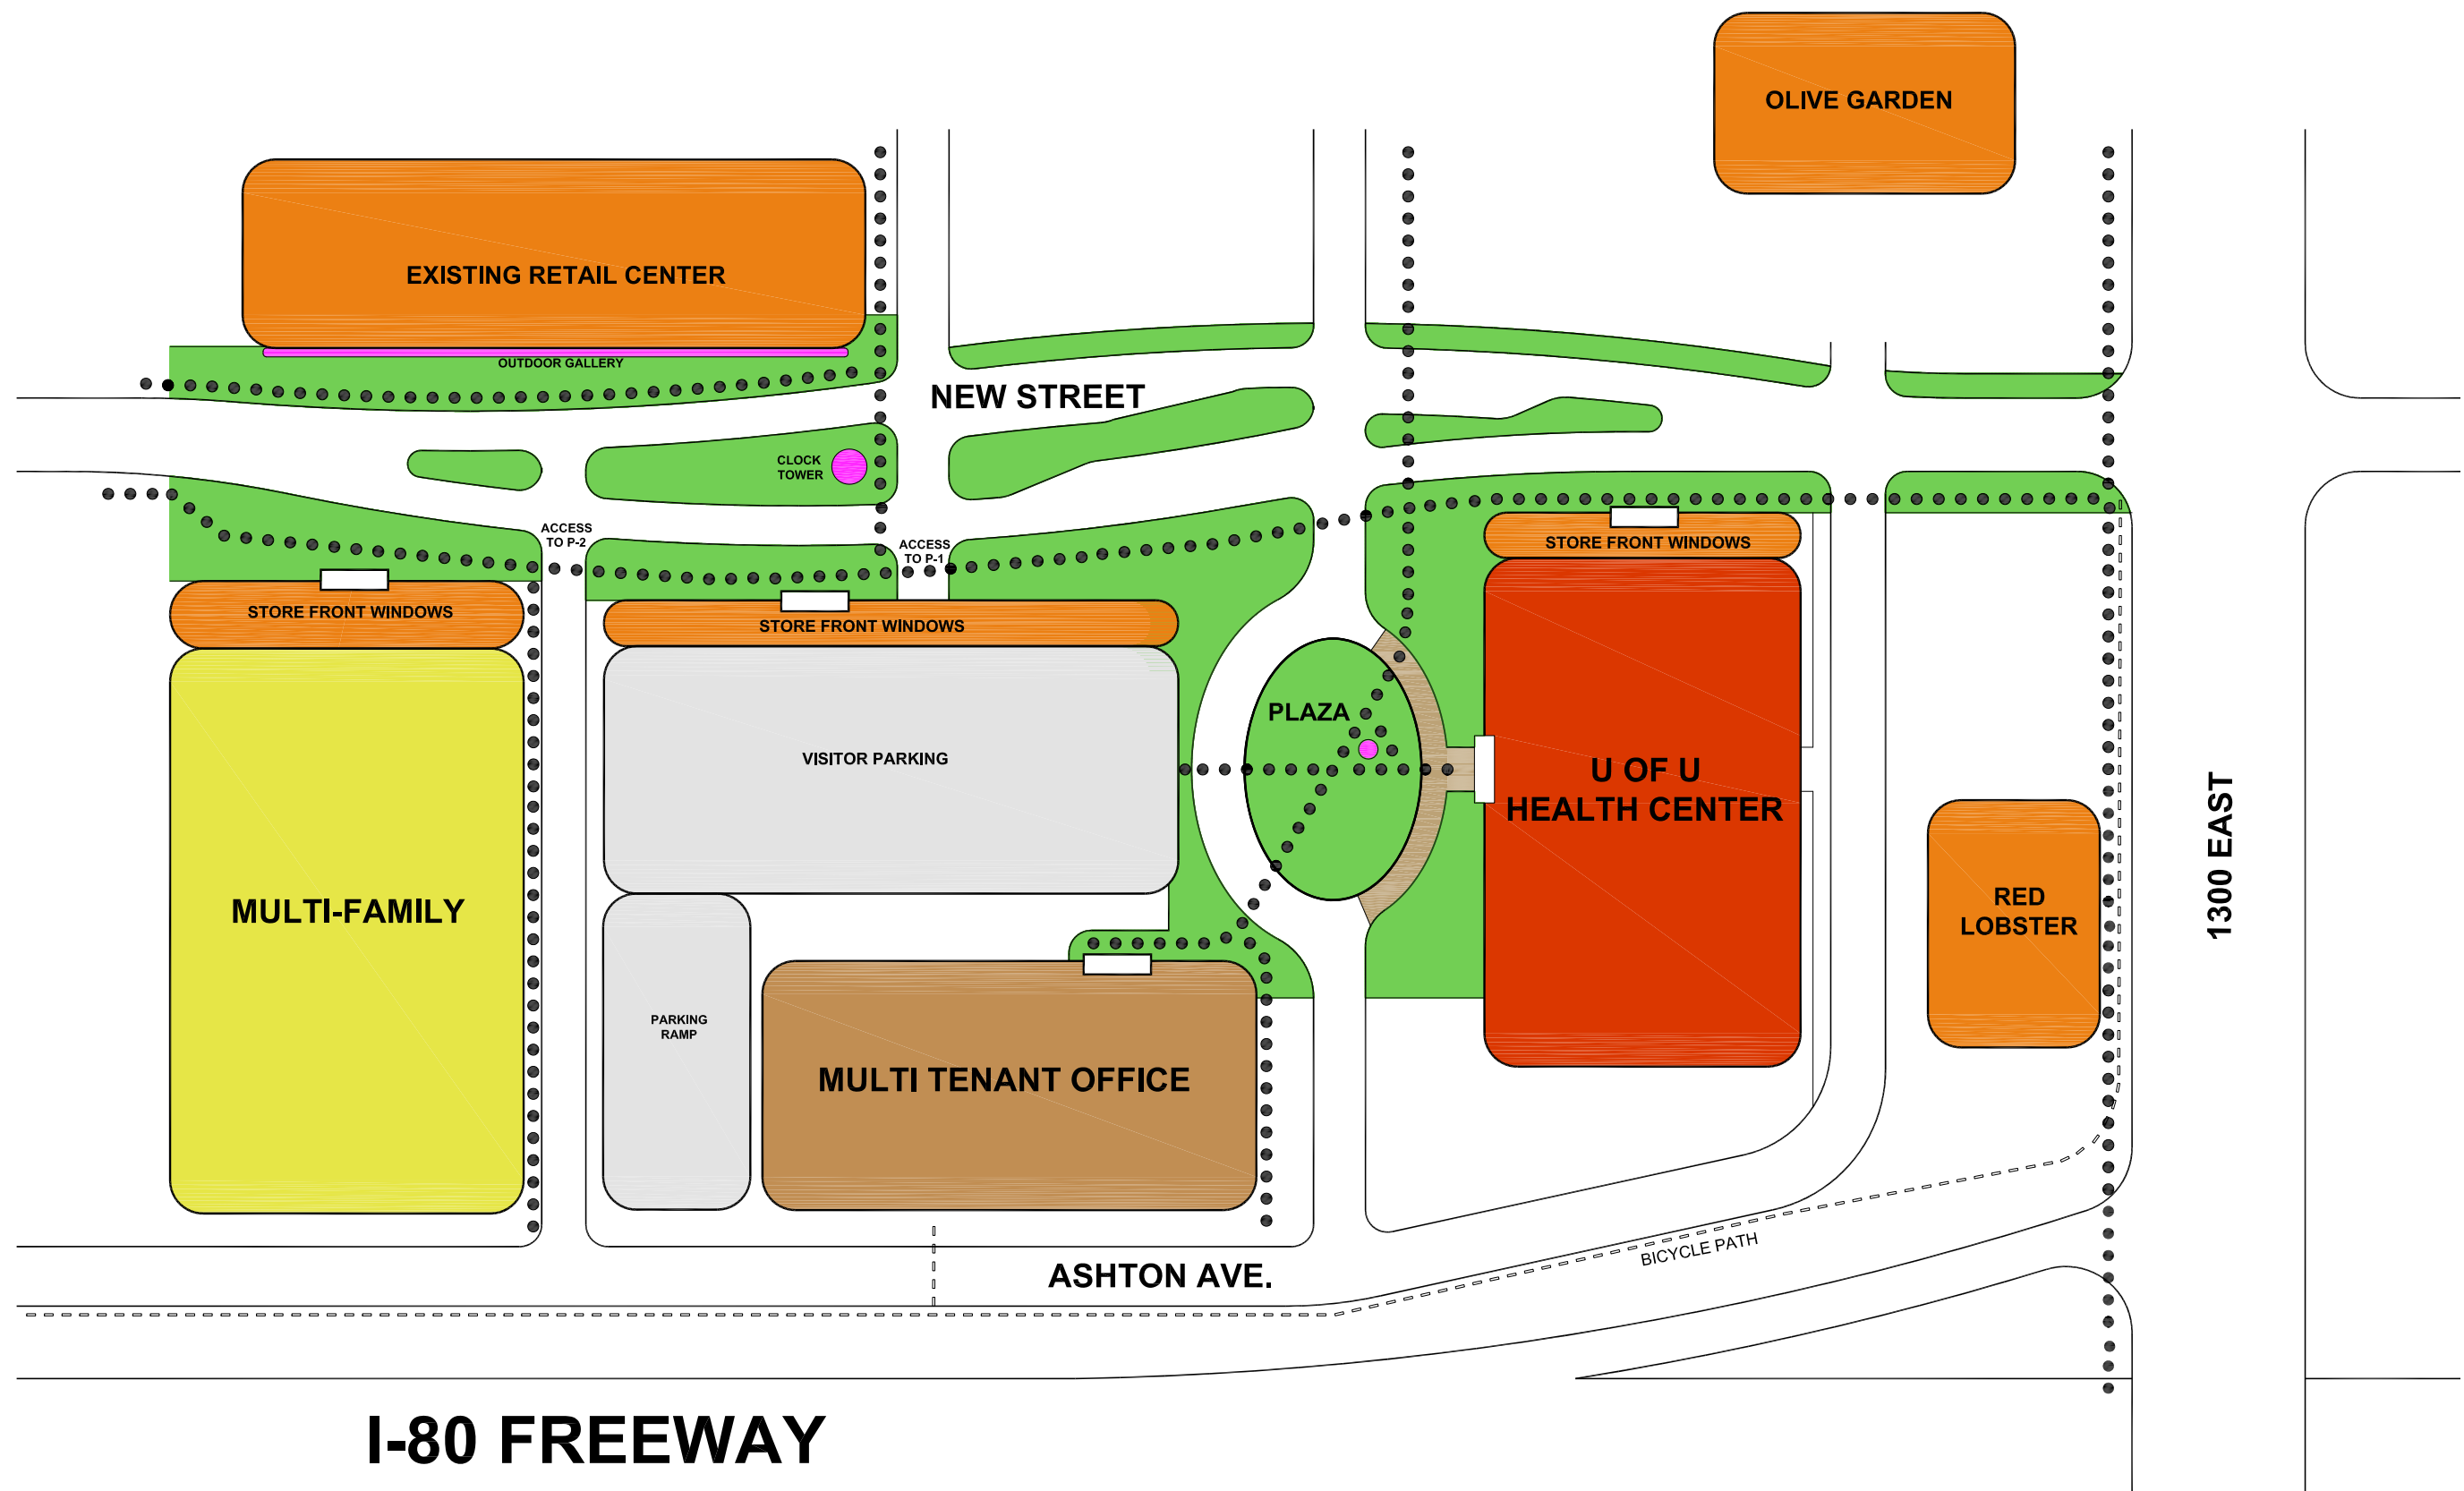 OLIVE GARDEN
EXISTING RETAIL CENTER
OUTDOOR GALLERY
NEW STREET
CLOCK
TOWER
ACCESS
TO P-2
ACCESS
TO P-1
STORE FRONT WINDOWS
STORE FRONT WINDOWS
STORE FRONT WINDOWS
PLAZA
VISITOR PARKING
U OF U
HEALTH CENTER
1300 EAST
MULTI-FAMILY
RED
LOBSTER
PARKING
RAMP
MULTI TENANT OFFICE
BICYCLE PATH
ASHTON AVE.
I-80 FREEWAY